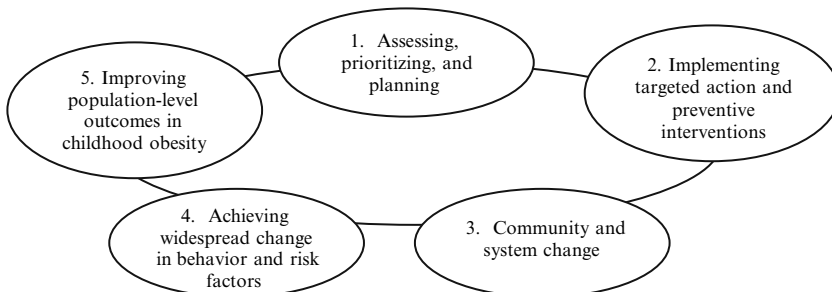 1. Assessing,
prioritizing, and
planning
2. Implementing
targeted action and
preventive
interventions
3. Community and
system change
4. Achieving
widespread change
in behavior and risk
factors
5. Improving
population-level
outcomes in
childhood obesity